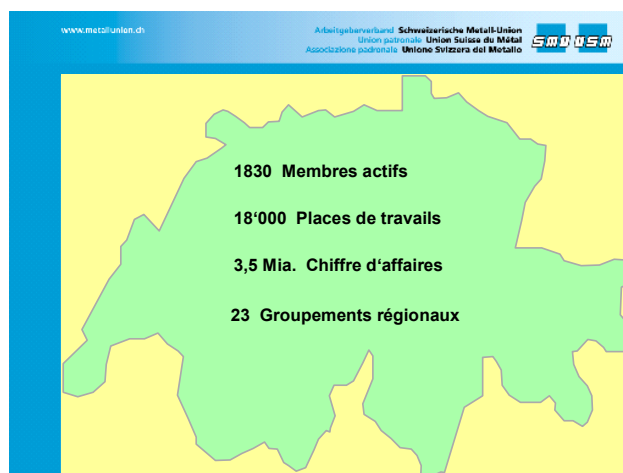 www.metallunion.ch
Arbeitgeberverband Schweizerische Metall-Union
Union patronale Union Suisse du Métal
Associazione padronale Unione Svizzera del Metallo
SMU USM
1830 Membres actifs
18‘000 Places de travails
3,5 Mia. Chiffre d‘affaires
23 Groupements régionaux